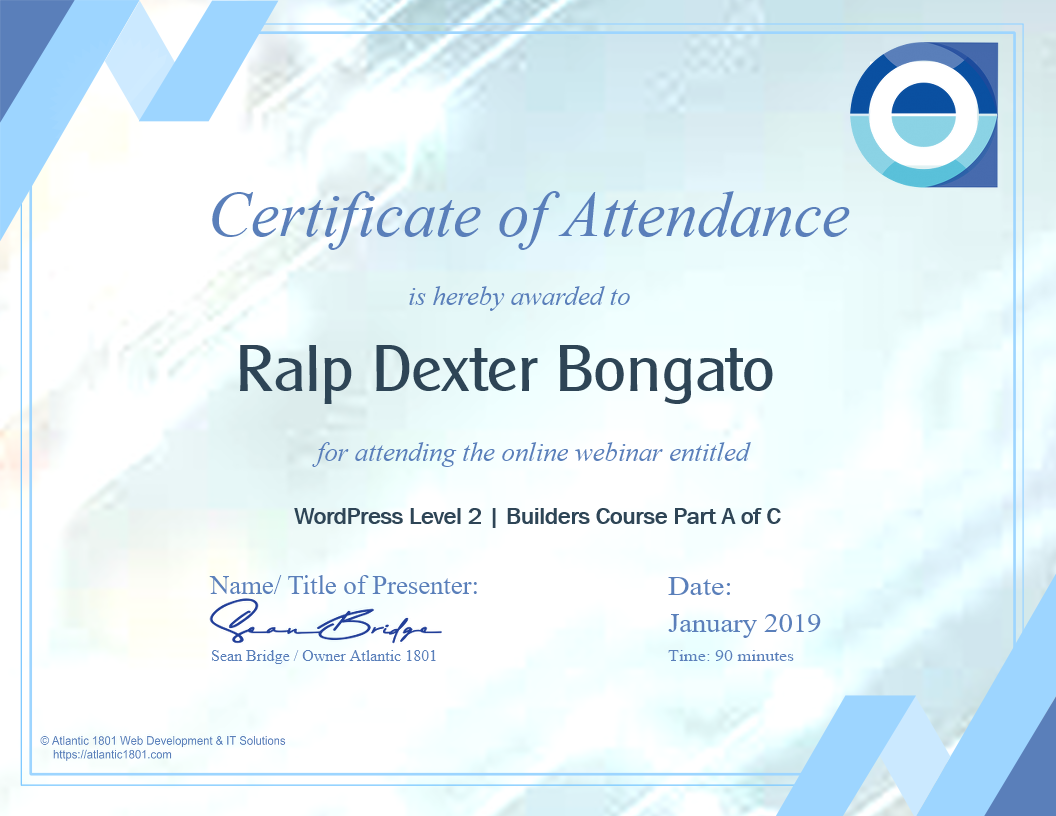 Certificate of Attendance
is hereby awarded to
Ralp Dexter Bongato
for attending the online webinar entitled
WordPress Level 2 | Builders Course Part A of C
Name/ Title of Presenter:
Sean Bridge
Sean Bridge / Owner Atlantic 1801
Date:
January 2019
Time: 90 minutes
© Atlantic 1801 Web Development & IT Solutions
https://atlantic1801.com